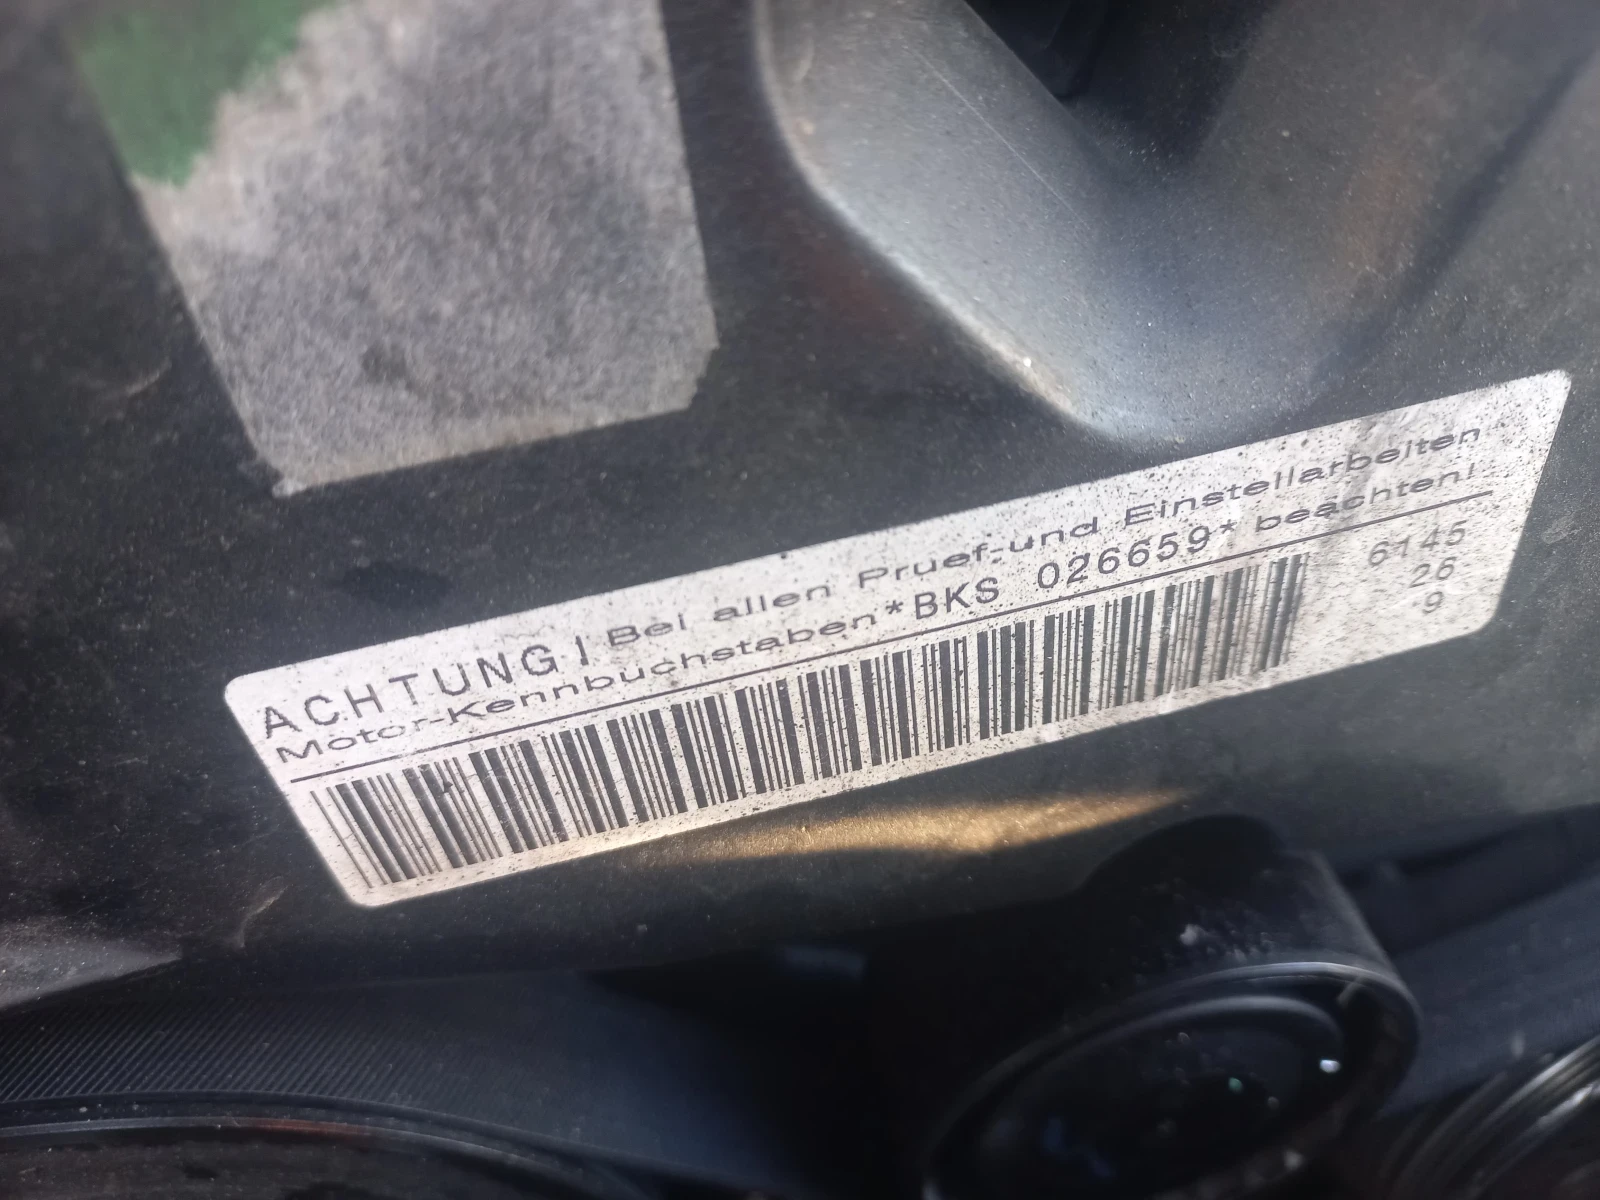 ACHTUNG! Bei allen Pruef-und Einstellarbeiten
Motor-Kennbuchstaben *BKS 026659* beachten!
6145
26
9